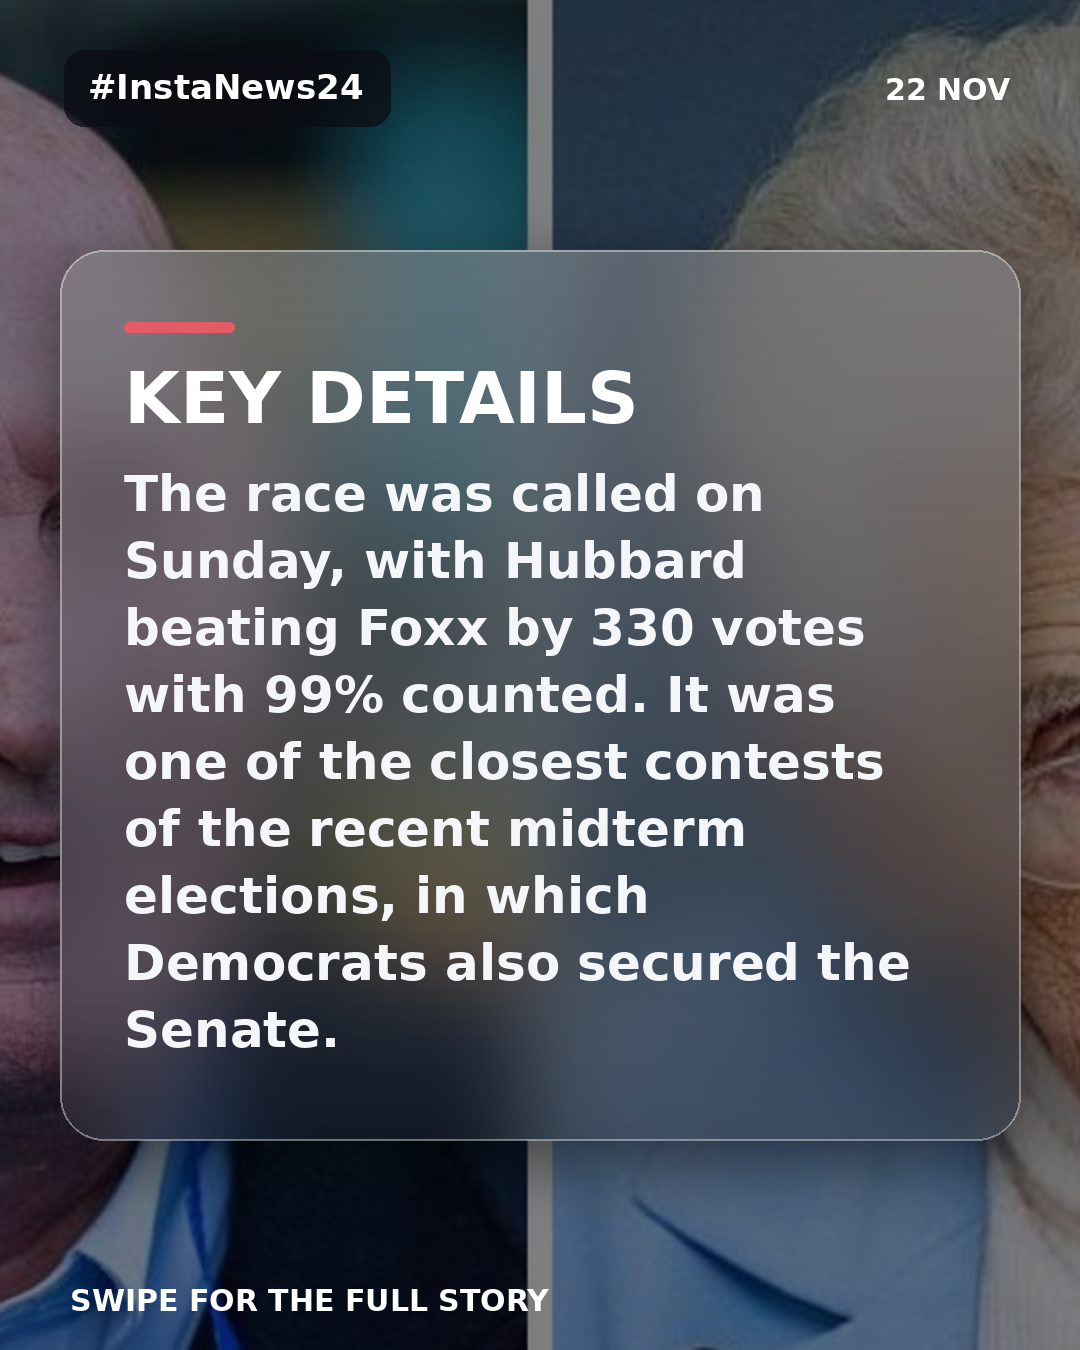 #InstaNews24
22 NOV
KEY DETAILS
The race was called on
Sunday, with Hubbard
beating Foxx by 330 votes
with 99% counted. It was
one of the closest contests
of the recent midterm
elections, in which
Democrats also secured the
Senate.
SWIPE FOR THE FULL STORY